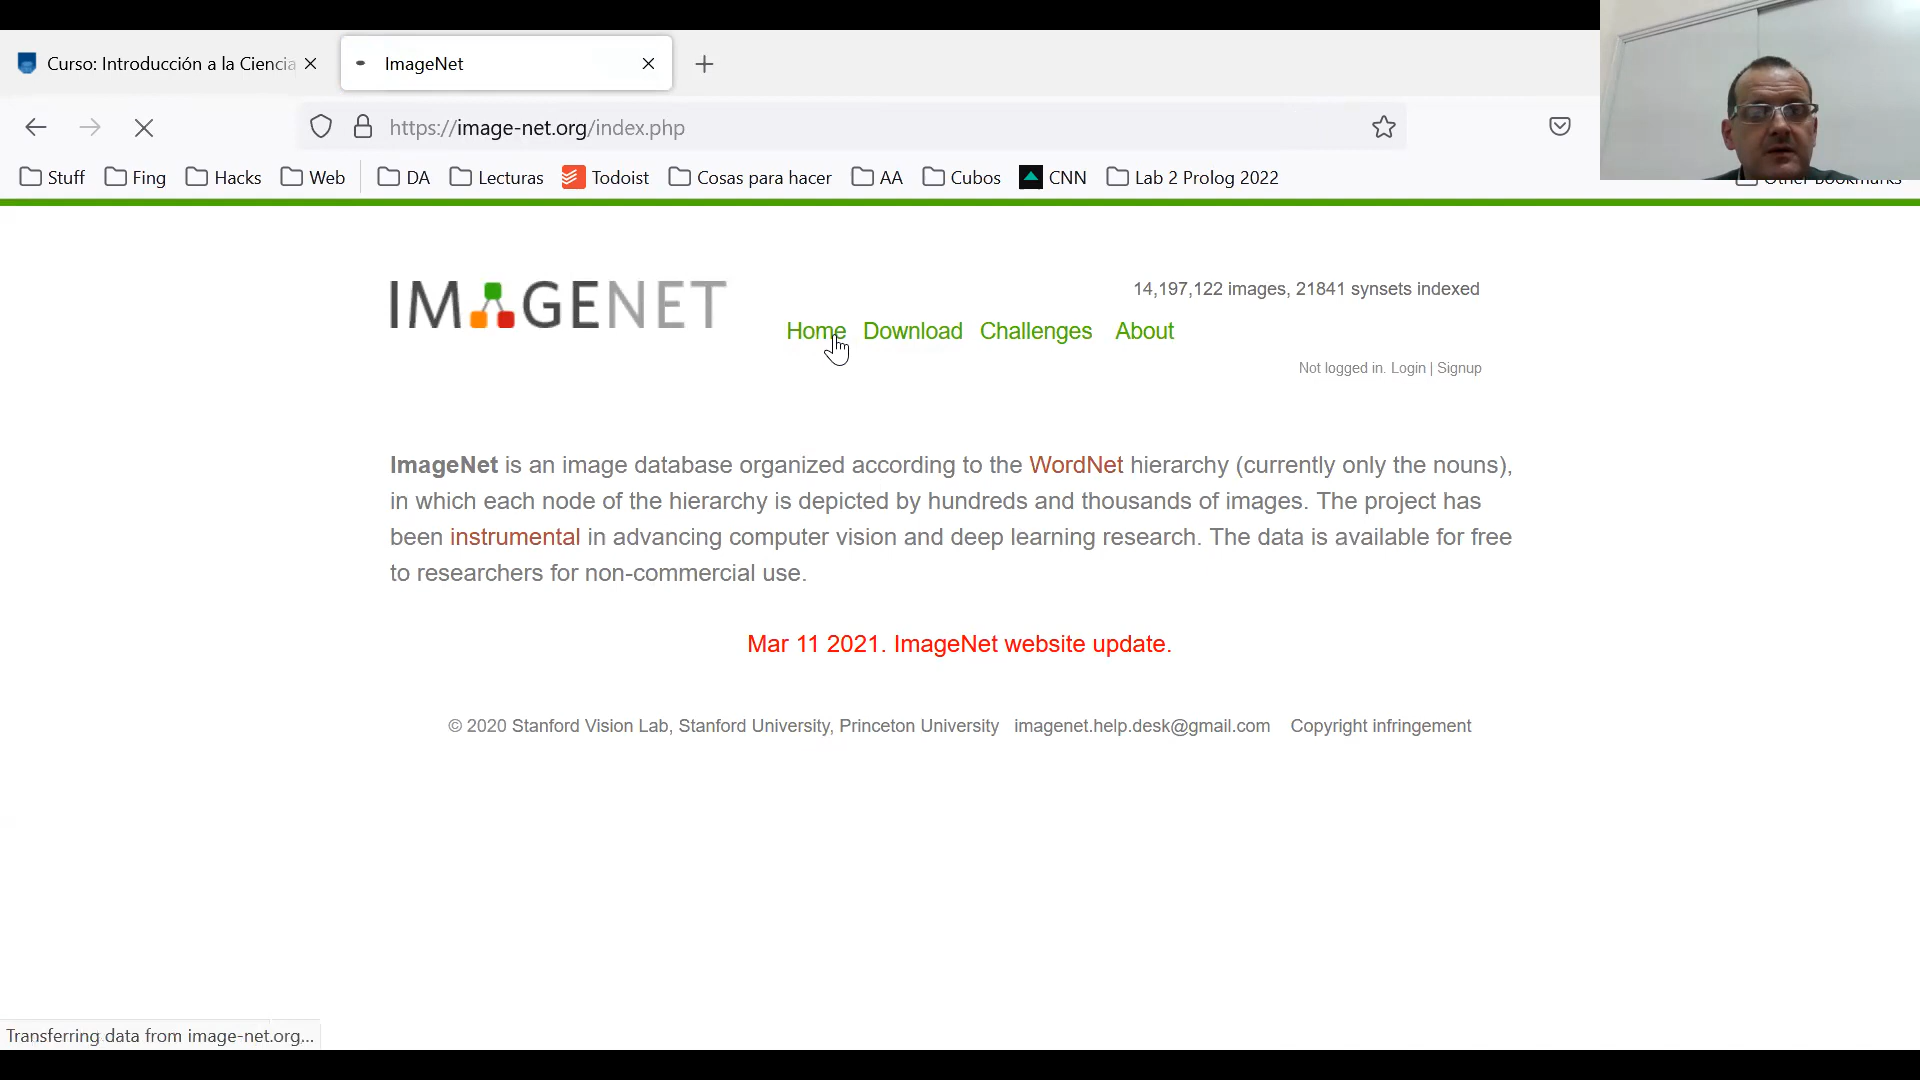 Curso: Introducción a la Ciencia
ImageNet
https://image-net.org/index.php
Stuff Fing Hacks Web DA Lecturas Todoist Cosas para hacer AA Cubos CNN Lab 2 Prolog 2022 Other bookmarks
IMAGENET
14,197,122 images, 21841 synsets indexed
Home Download Challenges About
Not logged in. Login | Signup
ImageNet is an image database organized according to the WordNet hierarchy (currently only the nouns),
in which each node of the hierarchy is depicted by hundreds and thousands of images. The project has
been instrumental in advancing computer vision and deep learning research. The data is available for free
to researchers for non-commercial use.
Mar 11 2021. ImageNet website update.
© 2020 Stanford Vision Lab, Stanford University, Princeton University imagenet.help.desk@gmail.com Copyright infringement
Transferring data from image-net.org...